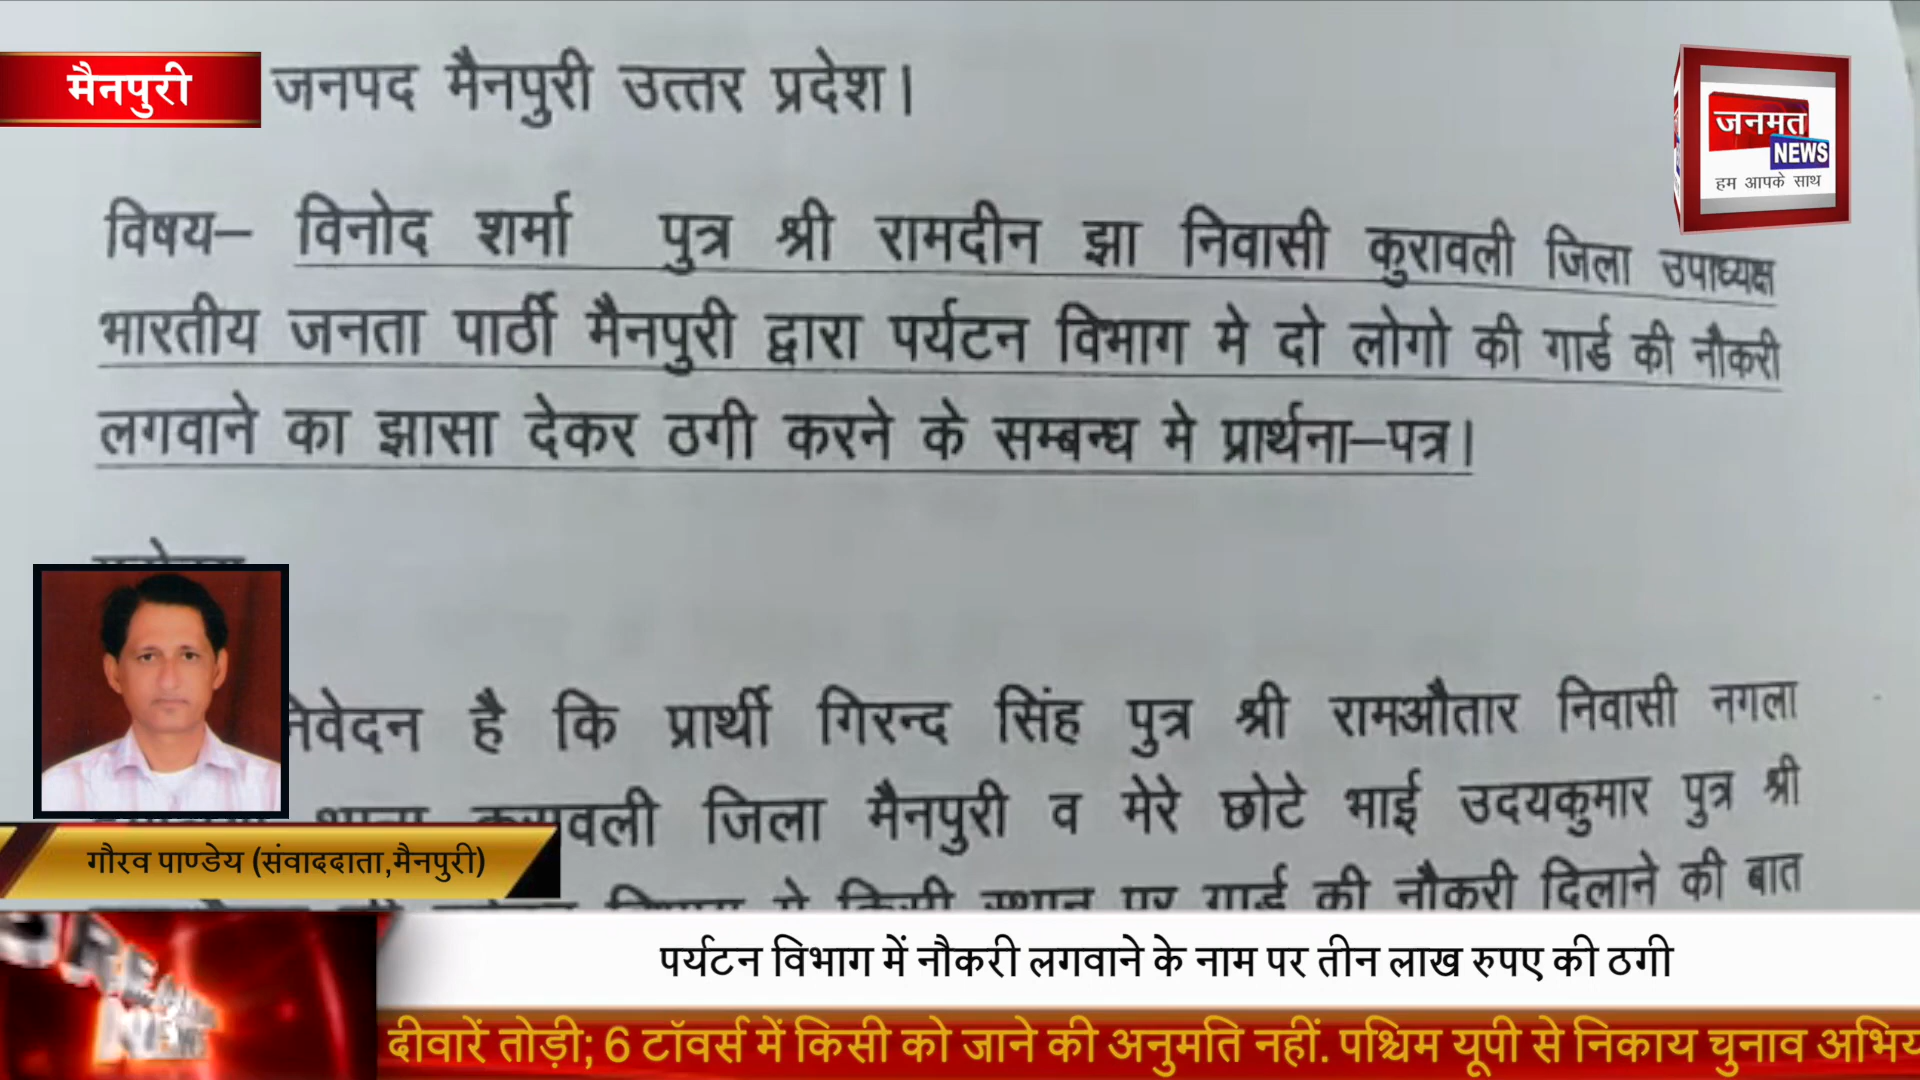 मैनपुरी
जनपद मैनपुरी उत्तर प्रदेश।
जनमत
NEWS
हम आपके साथ
विषय– विनोद शर्मा पुत्र श्री रामदीन झा निवासी कुरावली जिला उपाध्यक्ष
भारतीय जनता पार्ठी मैनपुरी द्वारा पर्यटन विभाग मे दो लोगो की गार्ड की नौकरी
लगवाने का झासा देकर ठगी करने के सम्बन्ध मे प्रार्थना–पत्र।
है कि प्रार्थी गिरन्द सिंह पुत्र श्री रामऔतार निवासी नगला
जिला मैनपुरी व मेरे छोटे भाई उदयकुमार पुत्र श्री
गार्ड की नौकरी दिलाने की बात
गौरव पाण्डेय (संवाददाता,मैनपुरी)
पर्यटन विभाग में नौकरी लगवाने के नाम पर तीन लाख रुपए की ठगी
दीवारें तोड़ी; 6 टॉवर्स में किसी को जाने की अनुमति नहीं. पश्चिम यूपी से निकाय चुनाव